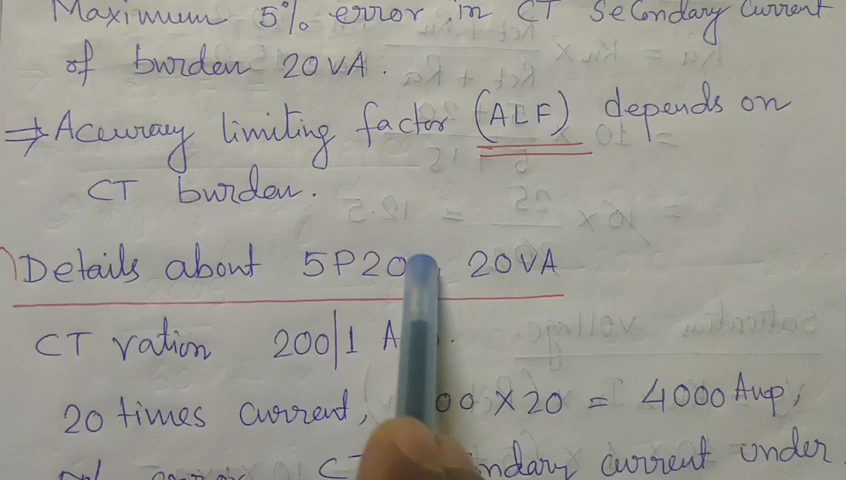 Maximum 5% error in CT Secondary Current
of burden 20VA.
⇒ Accuracy limiting factor (ALF) depends on
CT burden.
Details about 5P20, 20VA
CT ration 200/1 A
20 times current, 00 X 20 = 4000 Amp,
CT ndary current under